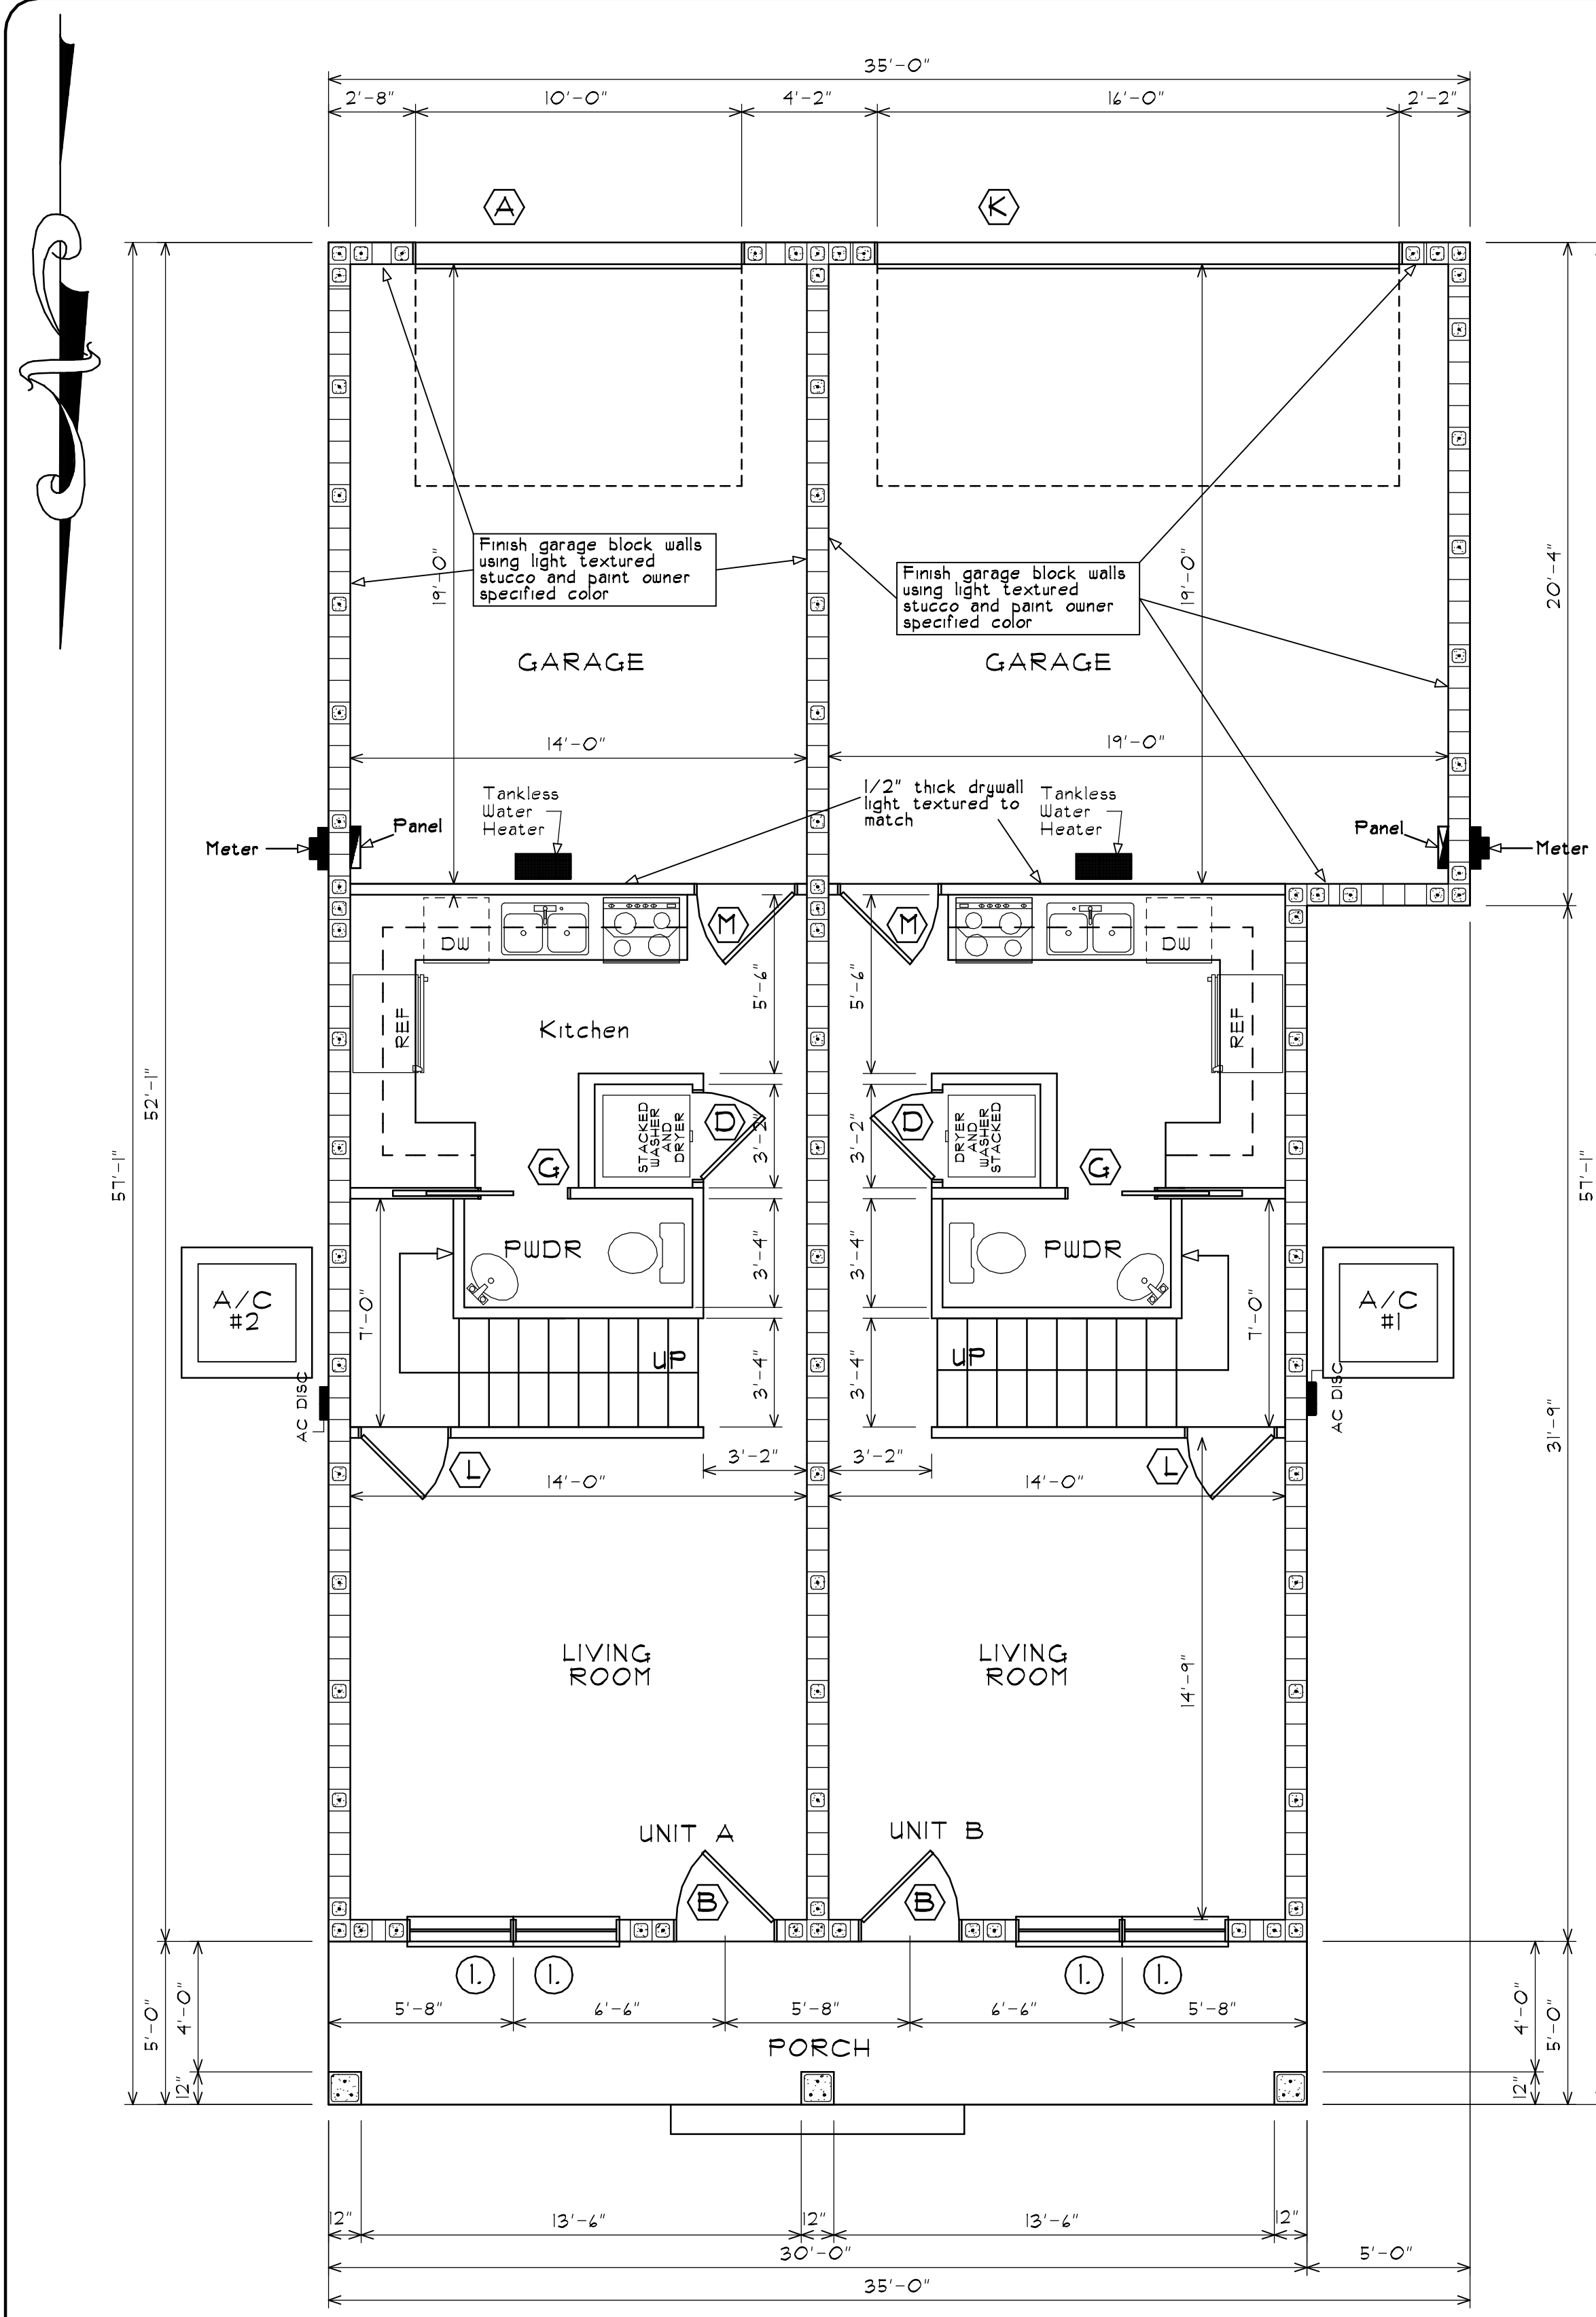 35'-0"
2'-8"
10'-0"
4'-2"
16'-0"
2'-2"
A
K
Finish garage block walls
using light textured
stucco and paint owner
specified color
Finish garage block walls
using light textured
stucco and paint owner
specified color
19'-0"
19'-0"
20'-4"
GARAGE
GARAGE
14'-0"
19'-0"
Tankless
Water
Heater
1/2" thick drywall
light textured to
match
Tankless
Water
Heater
Meter
Panel
Panel
Meter
M
M
DW
DW
REF
Kitchen
5'-6"
5'-6"
REF
52'-1"
57'-1"
57'-1"
STACKED
WASHER
AND
DRYER
D
3'-2"
3'-2"
D
DRYER
AND
WASHER
STACKED
G
G
PWDR
3'-4"
3'-4"
PWDR
A/C
#2
7'-0"
7'-0"
A/C
#1
UP
3'-4"
3'-4"
UP
AC DISC
AC DISC
31'-9"
L
3'-2"
3'-2"
L
14'-0"
14'-0"
LIVING
ROOM
LIVING
ROOM
14'-9"
UNIT A
UNIT B
B
B
1.
1.
1.
1.
5'-8"
6'-6"
5'-8"
6'-6"
5'-8"
5'-0"
4'-0"
4'-0"
5'-0"
PORCH
12"
12"
12"
13'-6"
12"
13'-6"
12"
30'-0"
5'-0"
35'-0"